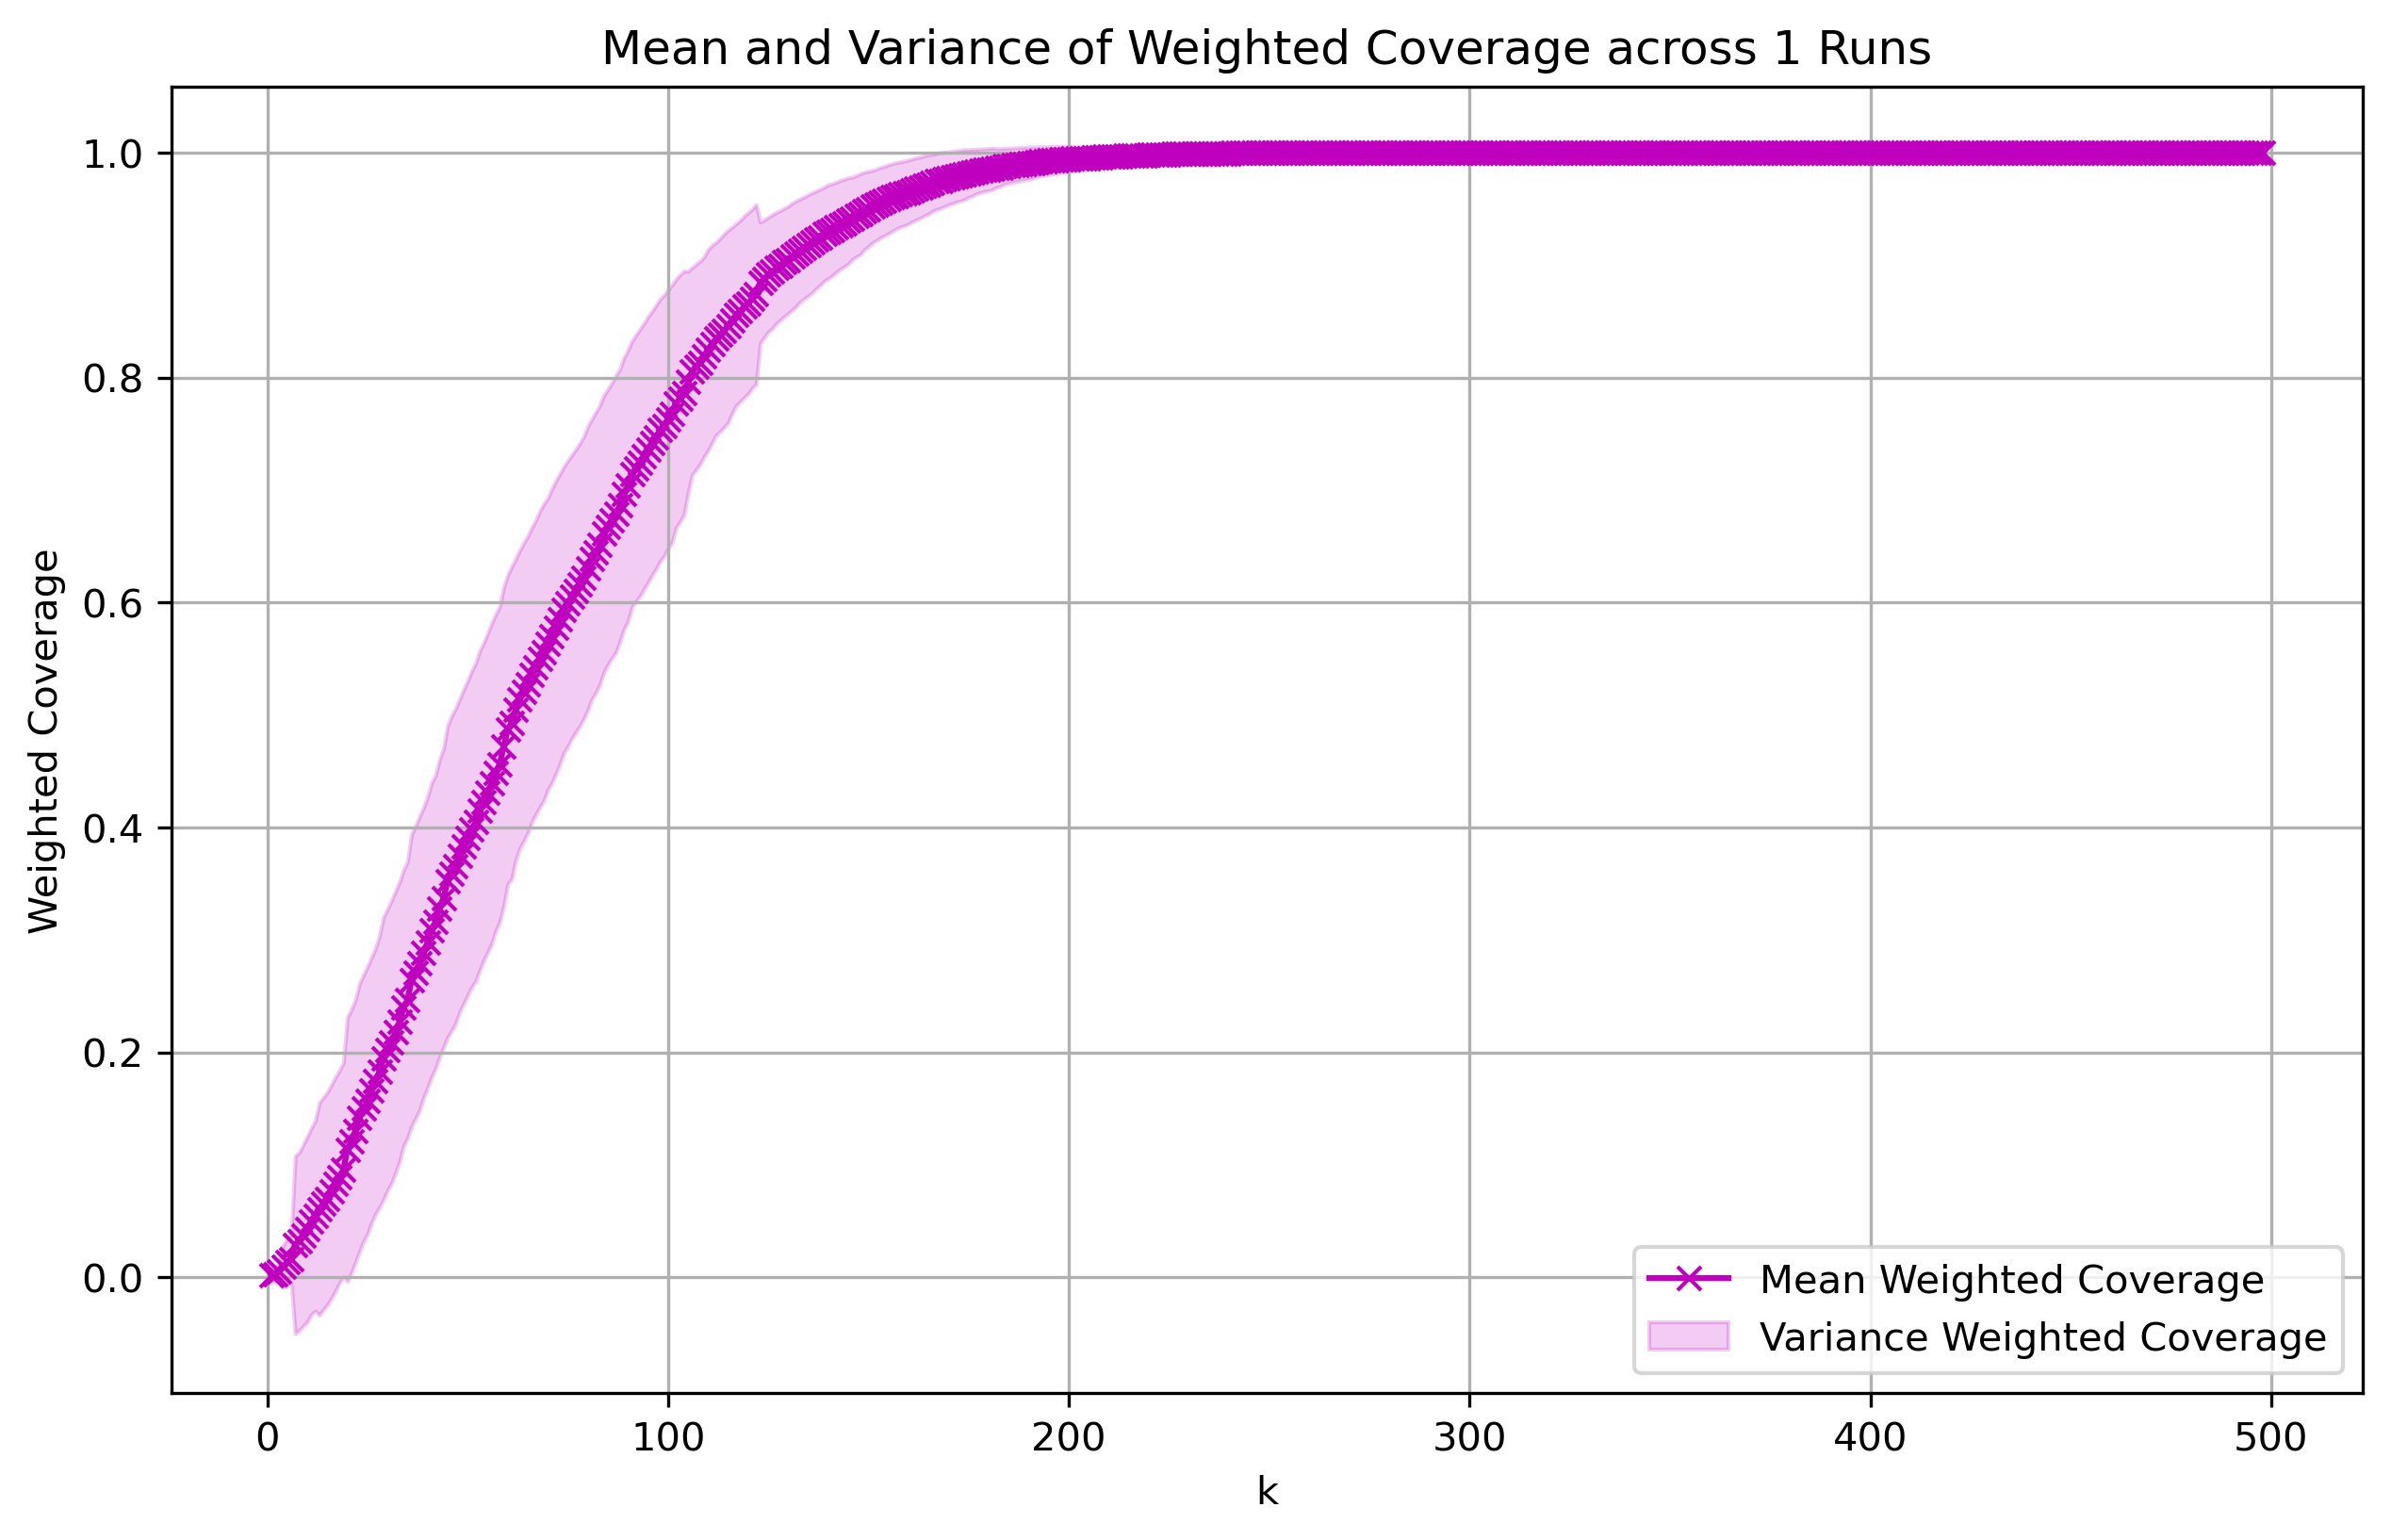 Mean and Variance of Weighted Coverage across 1 Runs
Weighted Coverage
1.0
0.8
0.6
0.4
0.2
0.0
0 100 200 300 400 500
k
Mean Weighted Coverage
Variance Weighted Coverage